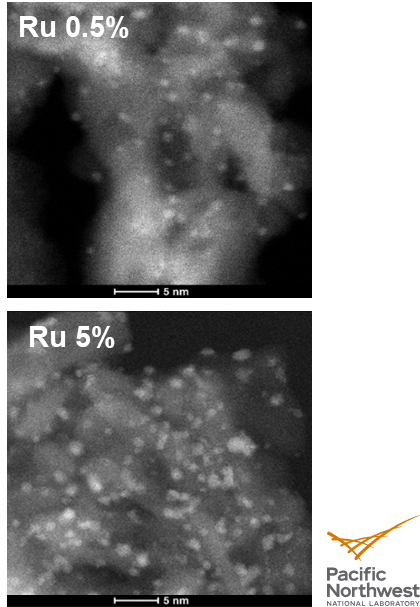 Ru 0.5%
5 nm
Ru 5%
5 nm
Pacific
Northwest
NATIONAL LABORATORY